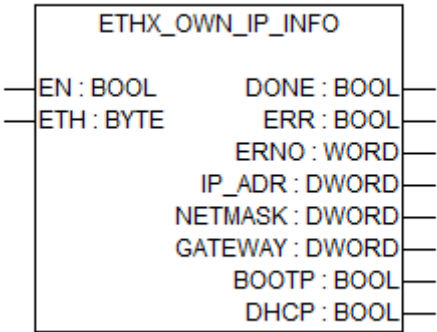 ETHX_OWN_IP_INFO
EN : BOOL DONE : BOOL
ETH : BYTE ERR : BOOL
ERNO : WORD
IP_ADR : DWORD
NETMASK : DWORD
GATEWAY : DWORD
BOOTP : BOOL
DHCP : BOOL